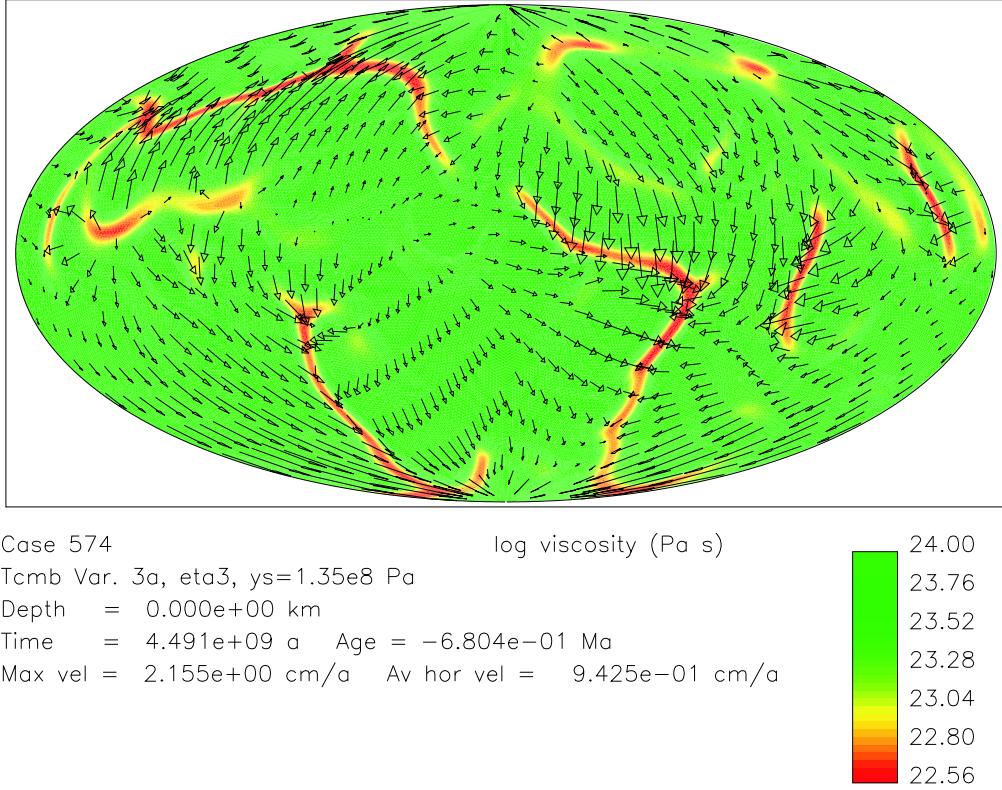 Case 574 log viscosity (Pa s)
Tcmb Var. 3a, eta3, ys=1.35e8 Pa
Depth = 0.000e+00 km
Time = 4.491e+09 a Age = −6.804e−01 Ma
Max vel = 2.155e+00 cm/a Av hor vel = 9.425e−01 cm/a
24.00
23.76
23.52
23.28
23.04
22.80
22.56